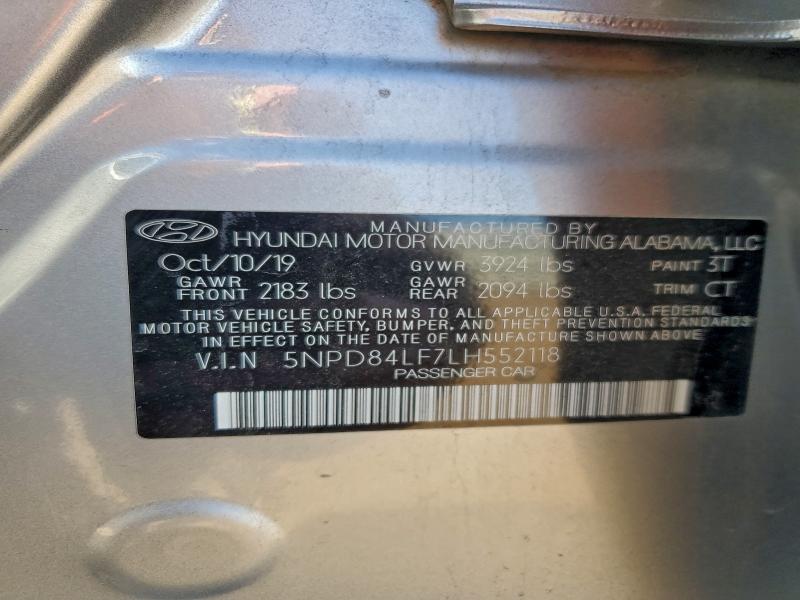 MANUFACTURED BY
HYUNDAI MOTOR MANUFACTURING ALABAMA, LLC
Oct/10/19 GVWR 3924 lbs PAINT 3T
GAWR FRONT 2183 lbs GAWR REAR 2094 lbs TRIM CT
THIS VEHICLE CONFORMS TO ALL APPLICABLE U.S.A. FEDERAL
MOTOR VEHICLE SAFETY, BUMPER, AND THEFT PREVENTION STANDARDS
IN EFFECT ON THE DATE OF MANUFACTURE SHOWN ABOVE
V.I.N 5NPD84LF7LH552118
PASSENGER CAR